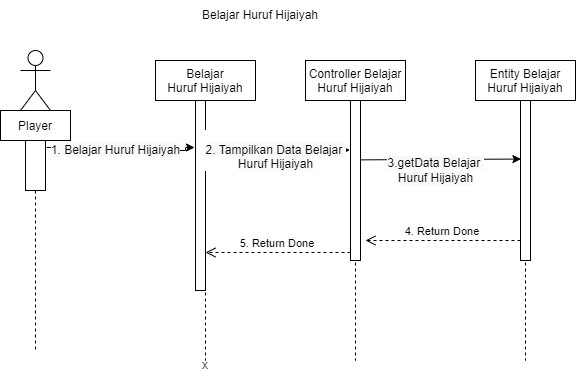 Belajar Huruf Hijaiyah
Belajar
Huruf Hijaiyah
Controller Belajar
Huruf Hijaiyah
Entity Belajar
Huruf Hijaiyah
Player
1. Belajar Huruf Hijaiyah
2. Tampilkan Data Belajar
Huruf Hijaiyah
3.getData Belajar
Huruf Hijaiyah
4. Return Done
5. Return Done
X